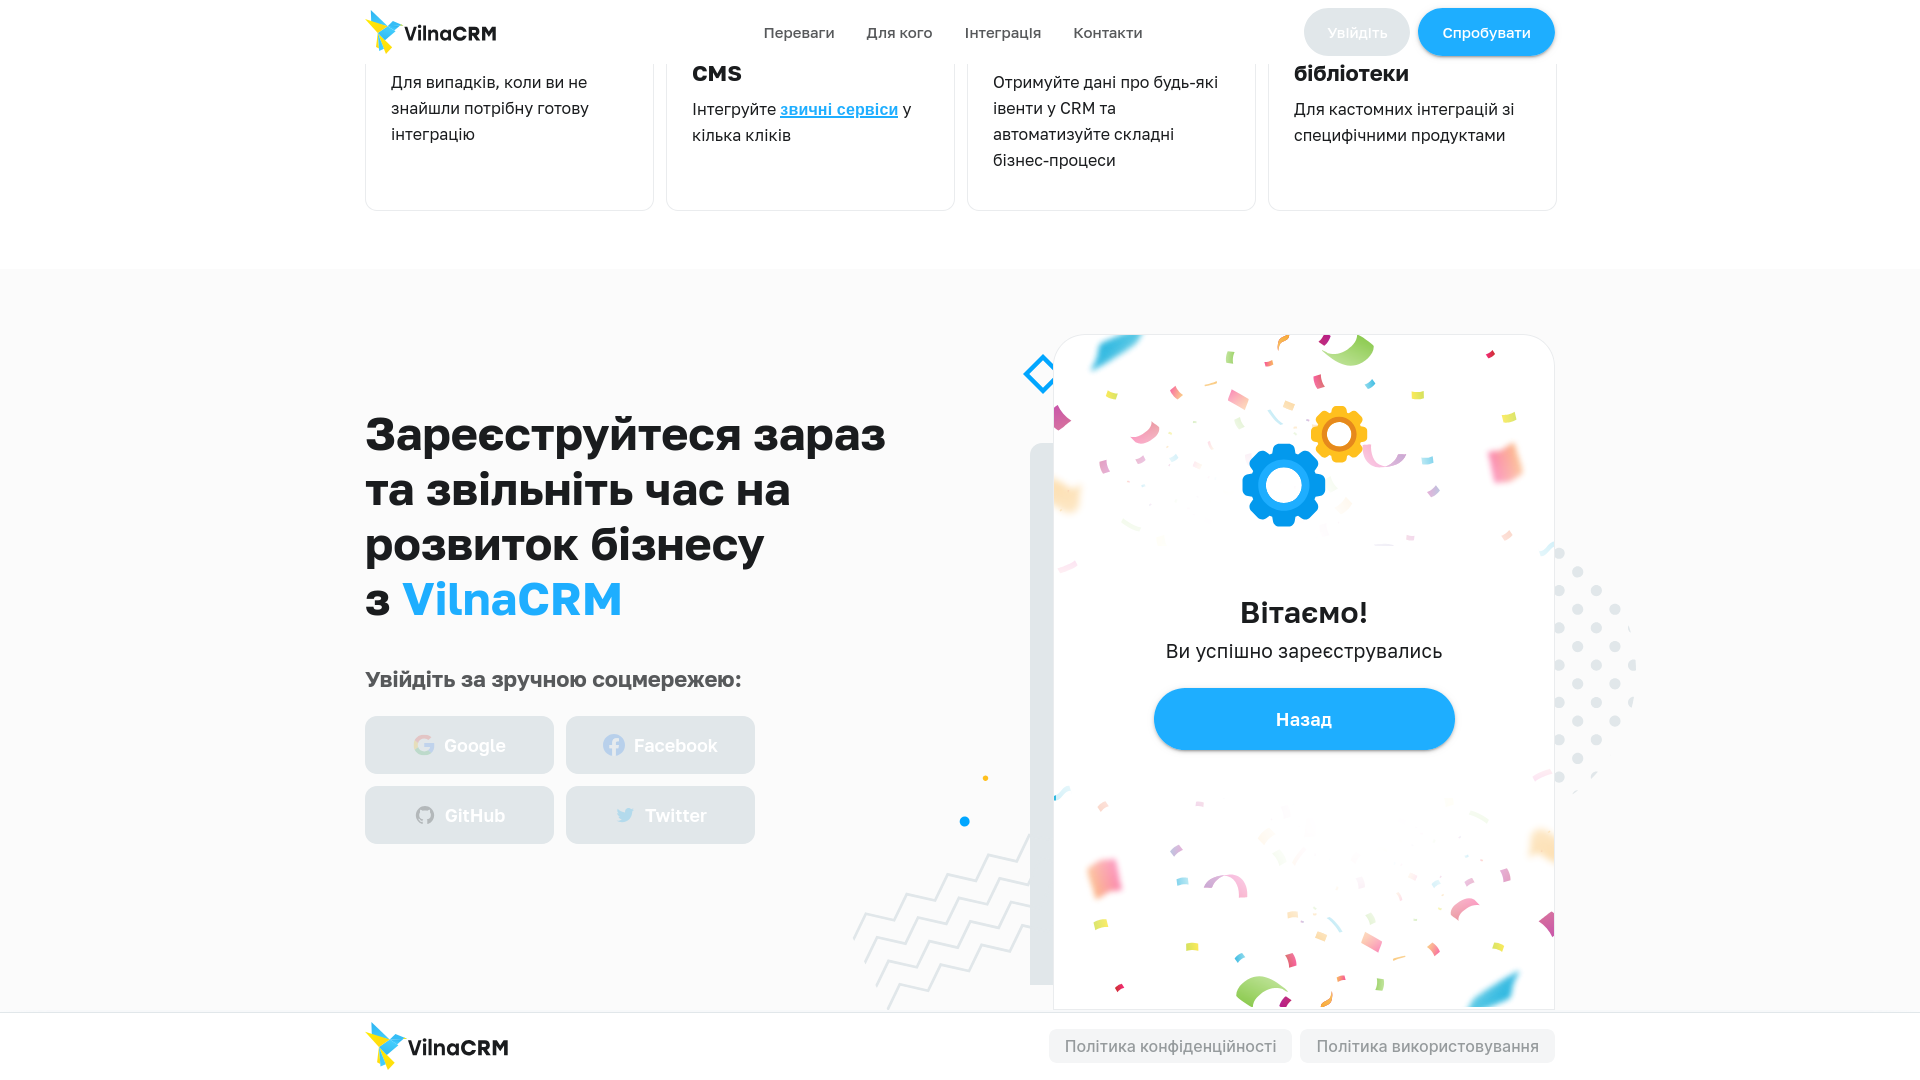 VilnaCRM
Переваги
Для кого
Інтеграція
Контакти
Увійдіть
Спробувати
Для випадків, коли ви не
знайшли потрібну готову
інтеграцію
CMS
Інтегруйте звичні сервіси у
кілька кліків
Отримуйте дані про будь-які
івенти у CRM та
автоматизуйте складні
бізнес-процеси
бібліотеки
Для кастомних інтеграцій зі
специфічними продуктами
Зареєструйтеся зараз
та звільніть час на
розвиток бізнесу
з VilnaCRM
Увійдіть за зручною соцмережею:
Google
Facebook
GitHub
Twitter
Вітаємо!
Ви успішно зареєструвались
Назад
VilnaCRM
Політика конфіденційності
Політика використовування